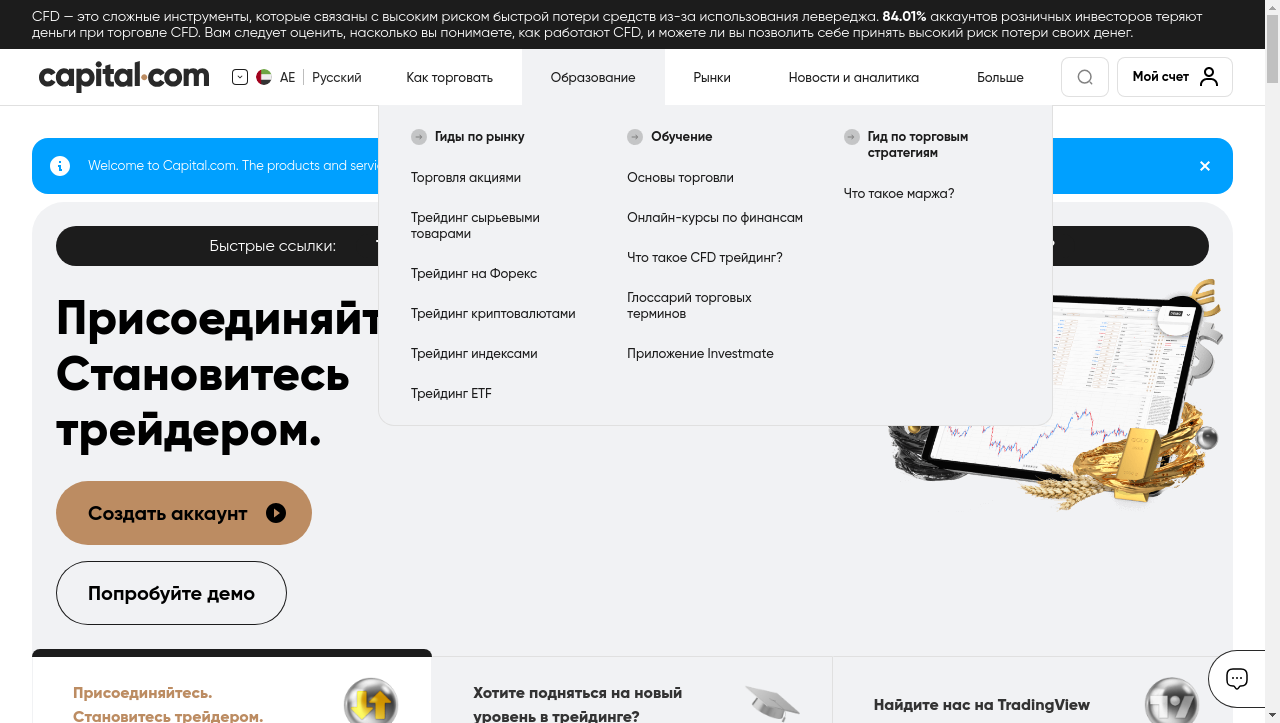 CFD — это сложные инструменты, которые связаны с высоким риском быстрой потери средств из-за использования левереджа. 84.01% аккаунтов розничных инвесторов теряют
деньги при торговле CFD. Вам следует оценить, насколько вы понимаете, как работают CFD, и можете ли вы позволить себе принять высокий риск потери своих денег.
capital.com AE Русский Как торговать Образование Рынки Новости и аналитика Больше Мой счет
Гиды по рынку
Торговля акциями
Трейдинг сырьевыми
товарами
Трейдинг на Форекс
Трейдинг криптовалютами
Трейдинг индексами
Трейдинг ETF
Обучение
Основы торговли
Онлайн-курсы по финансам
Что такое CFD трейдинг?
Глоссарий торговых
терминов
Приложение Investmate
Гид по торговым
стратегиям
Что такое маржа?
Welcome to Capital.com. The products and
Быстрые ссылки:
Присоединяйт
Становитесь
трейдером.
Создать аккаунт
Попробуйте демо
Присоединяйтесь.
Становитесь трейдером.
Хотите подняться на новый
уровень в трейдинге?
Найдите нас на TradingView